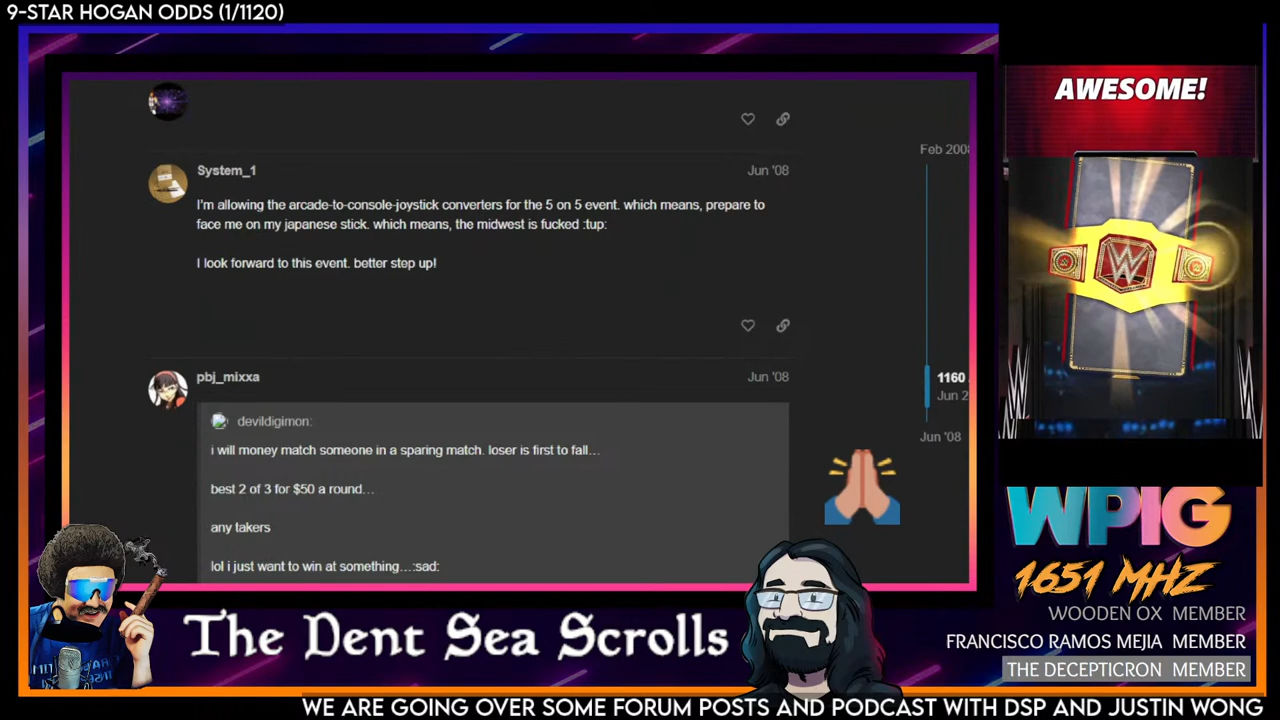 9-STAR HOGAN ODDS (1/1120)
AWESOME!
Feb 2008
System_1
Jun '08
I'm allowing the arcade-to-console-joystick converters for the 5 on 5 event. which means, prepare to
face me on my japanese stick. which means, the midwest is fucked :tup:
I look forward to this event. better step up!
pbj_mixxa
Jun '08
1160
Jun 2
Jun '08
devildigimon:
i will money match someone in a sparing match. loser is first to fall…
best 2 of 3 for $50 a round…
any takers
lol i just want to win at something…:sad:
WPIG
1651 MHZ
WOODEN OX MEMBER
FRANCISCO RAMOS MEJIA MEMBER
THE DECEPTICRON MEMBER
The Dent Sea Scrolls
WE ARE GOING OVER SOME FORUM POSTS AND PODCAST WITH DSP AND JUSTIN WONG